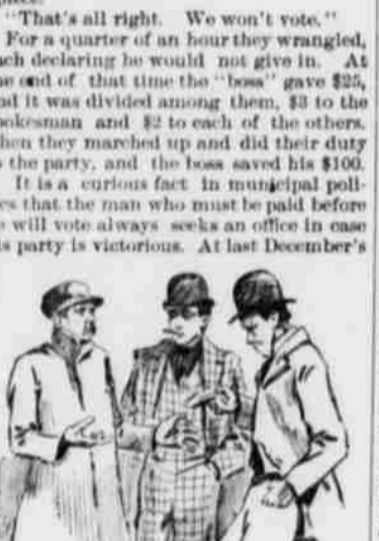 "That's all right. We won't vote."
For a quarter of an hour they wrangled,
ach declaring he would not give in. At
e end of that time the "boss" gave $25,
nd it was divided among them, $3 to the
okesman and $2 to each of the others.
hen they marched up and did their duty
the party, and the boss saved his $100.
It is a curious fact in municipal poli-
es that the man who must be paid before
e will vote always seeks an office in case
is party is victorious. At last December's